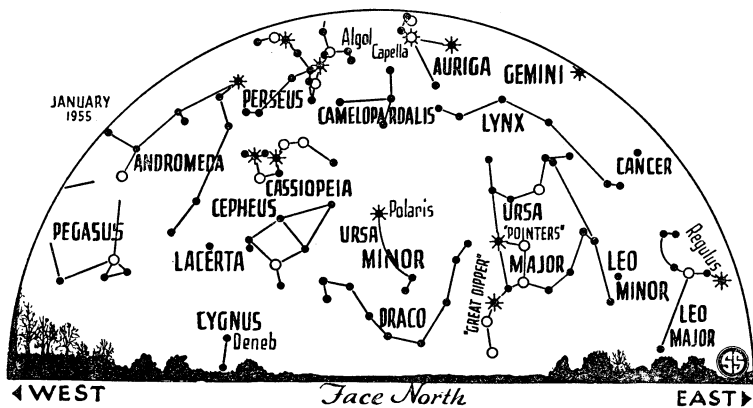 Algol
Capella
AURIGA
GEMINI
JANUARY
1955
PERSEUS
CAMELOPARDALIS
LYNX
ANDROMEDA
CANCER
CASSIOPEIA
CEPHEUS
Polaris
URSA
"POINTERS"
PEGASUS
URSA
MINOR
MAJOR
Regulus
LACERTA
LEO
MINOR
"GREAT DIPPER"
CYGNUS
Deneb
DRACO
LEO
MAJOR
SS
WEST
Face North
EAST